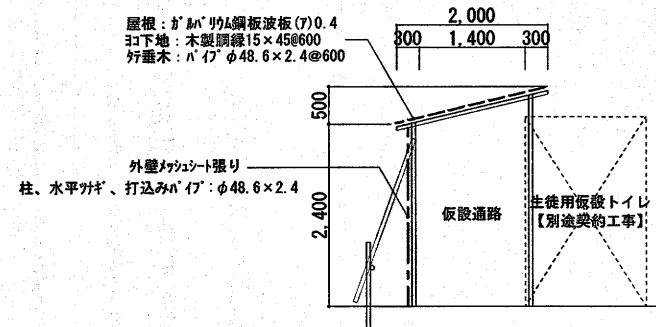 屋根：ｶﾞﾙﾊﾞﾘｳﾑ鋼板波板(ｱ)0.4
ﾖｺ下地：木製胴縁15×45@600
ﾀﾃ垂木：ﾊﾟｲﾌﾟφ48.6×2.4@600
2,000
300 1,400 300
500
2,400
外壁ﾒｯｼｭｼｰﾄ張り
柱、水平ﾂﾅｷﾞ、打込みﾊﾟｲﾌﾟ：φ48.6×2.4
仮設通路
生徒用仮設トイレ
【別途契約工事】